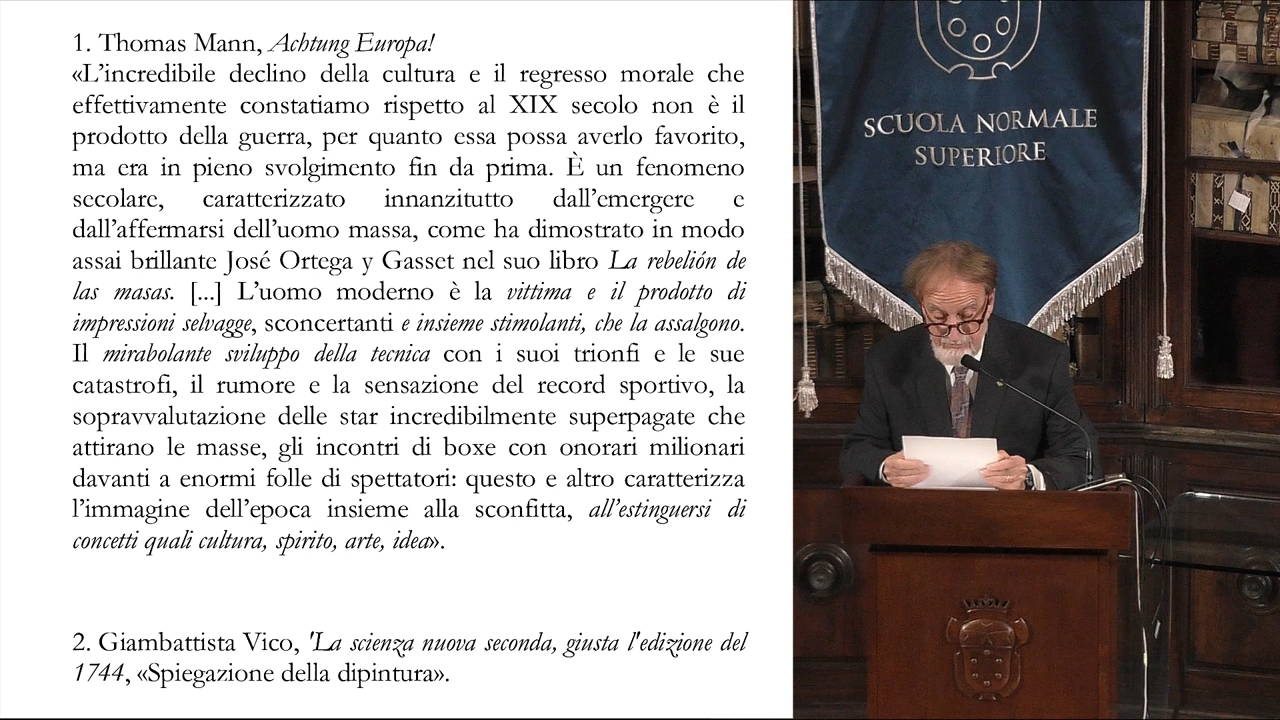 1. Thomas Mann, Achtung Europa!
«L’incredibile declino della cultura e il regresso morale che
effettivamente constatiamo rispetto al XIX secolo non è il
prodotto della guerra, per quanto essa possa averlo favorito,
ma era in pieno svolgimento fin da prima. È un fenomeno
secolare, caratterizzato innanzitutto dall’emergere e
dall’affermarsi dell’uomo massa, come ha dimostrato in modo
assai brillante José Ortega y Gasset nel suo libro La rebelión de
las masas. [...] L’uomo moderno è la vittima e il prodotto di
impressioni selvagge, sconcertanti e insieme stimolanti, che la assalgono.
Il mirabolante sviluppo della tecnica con i suoi trionfi e le sue
catastrofi, il rumore e la sensazione del record sportivo, la
sopravvalutazione delle star incredibilmente superpagate che
attirano le masse, gli incontri di boxe con onorari milionari
davanti a enormi folle di spettatori: questo e altro caratterizza
l’immagine dell’epoca insieme alla sconfitta, all’estinguersi di
concetti quali cultura, spirito, arte, idea».
2. Giambattista Vico, 'La scienza nuova seconda, giusta l'edizione del
1744, «Spiegazione della dipintura».
SCUOLA NORMALE
SUPERIORE